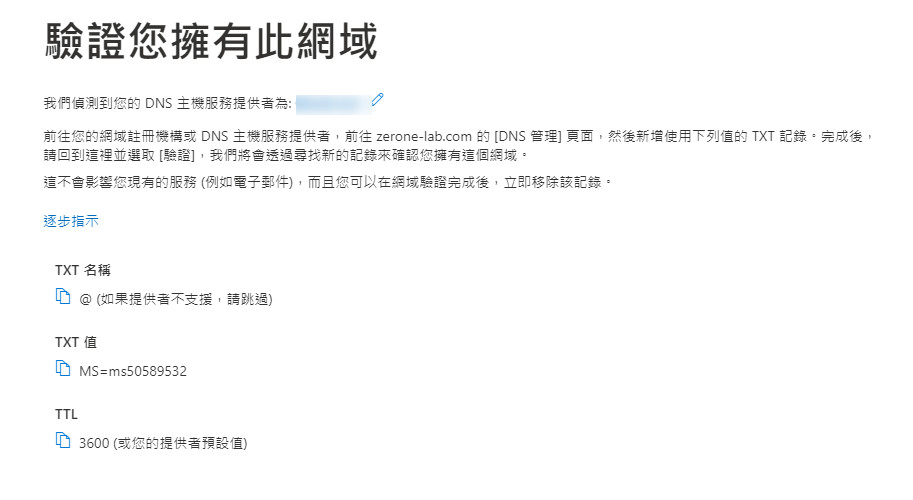 驗證您擁有此網域
我們偵測到您的 DNS 主機服務提供者為:
前往您的網域註冊機構或 DNS 主機服務提供者，前往 zerone-lab.com 的 [DNS 管理] 頁面，然後新增使用下列值的 TXT 記錄。完成後，
請回到這裡並選取 [驗證]，我們將會透過尋找新的記錄來確認您擁有這個網域。
這不會影響您現有的服務 (例如電子郵件)，而且您可以在網域驗證完成後，立即移除該記錄。
逐步指示
TXT 名稱
@ (如果提供者不支援，請跳過)
TXT 值
MS=ms50589532
TTL
3600 (或您的提供者預設值)